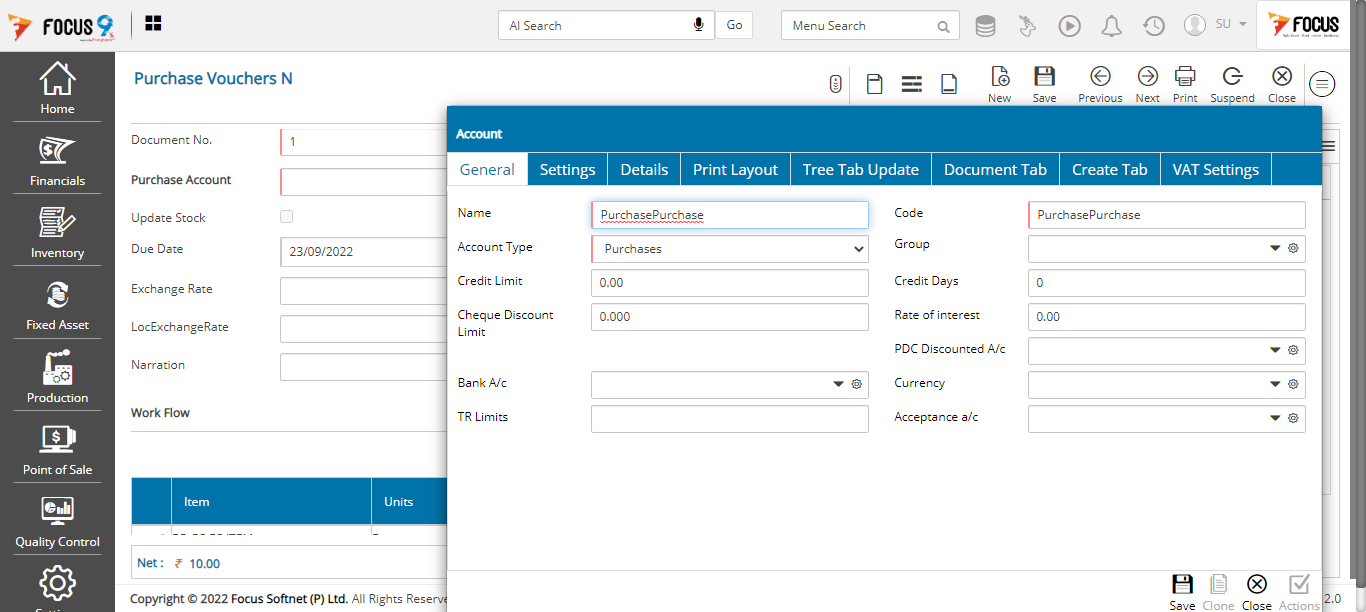 FOCUS 9
AI Search
Go
Menu Search
SU
FOCUS
Home
Financials
Inventory
Fixed Asset
Production
Point of Sale
Quality Control
Purchase Vouchers N
New
Save
Previous
Next
Print
Suspend
Close
Document No.
1
Purchase Account
Update Stock
Due Date
23/09/2022
Exchange Rate
LocExchangeRate
Narration
Work Flow
Item
Units
Net : ₹ 10.00
Copyright © 2022 Focus Softnet (P) Ltd. All Rights Reserve
2.0
Account
General
Settings
Details
Print Layout
Tree Tab Update
Document Tab
Create Tab
VAT Settings
Name
PurchasePurchase
Code
PurchasePurchase
Account Type
Purchases
Group
Credit Limit
0.00
Credit Days
0
Cheque Discount
Limit
0.000
Rate of interest
0.00
PDC Discounted A/c
Bank A/c
Currency
TR Limits
Acceptance a/c
Save
Clone
Close
Actions